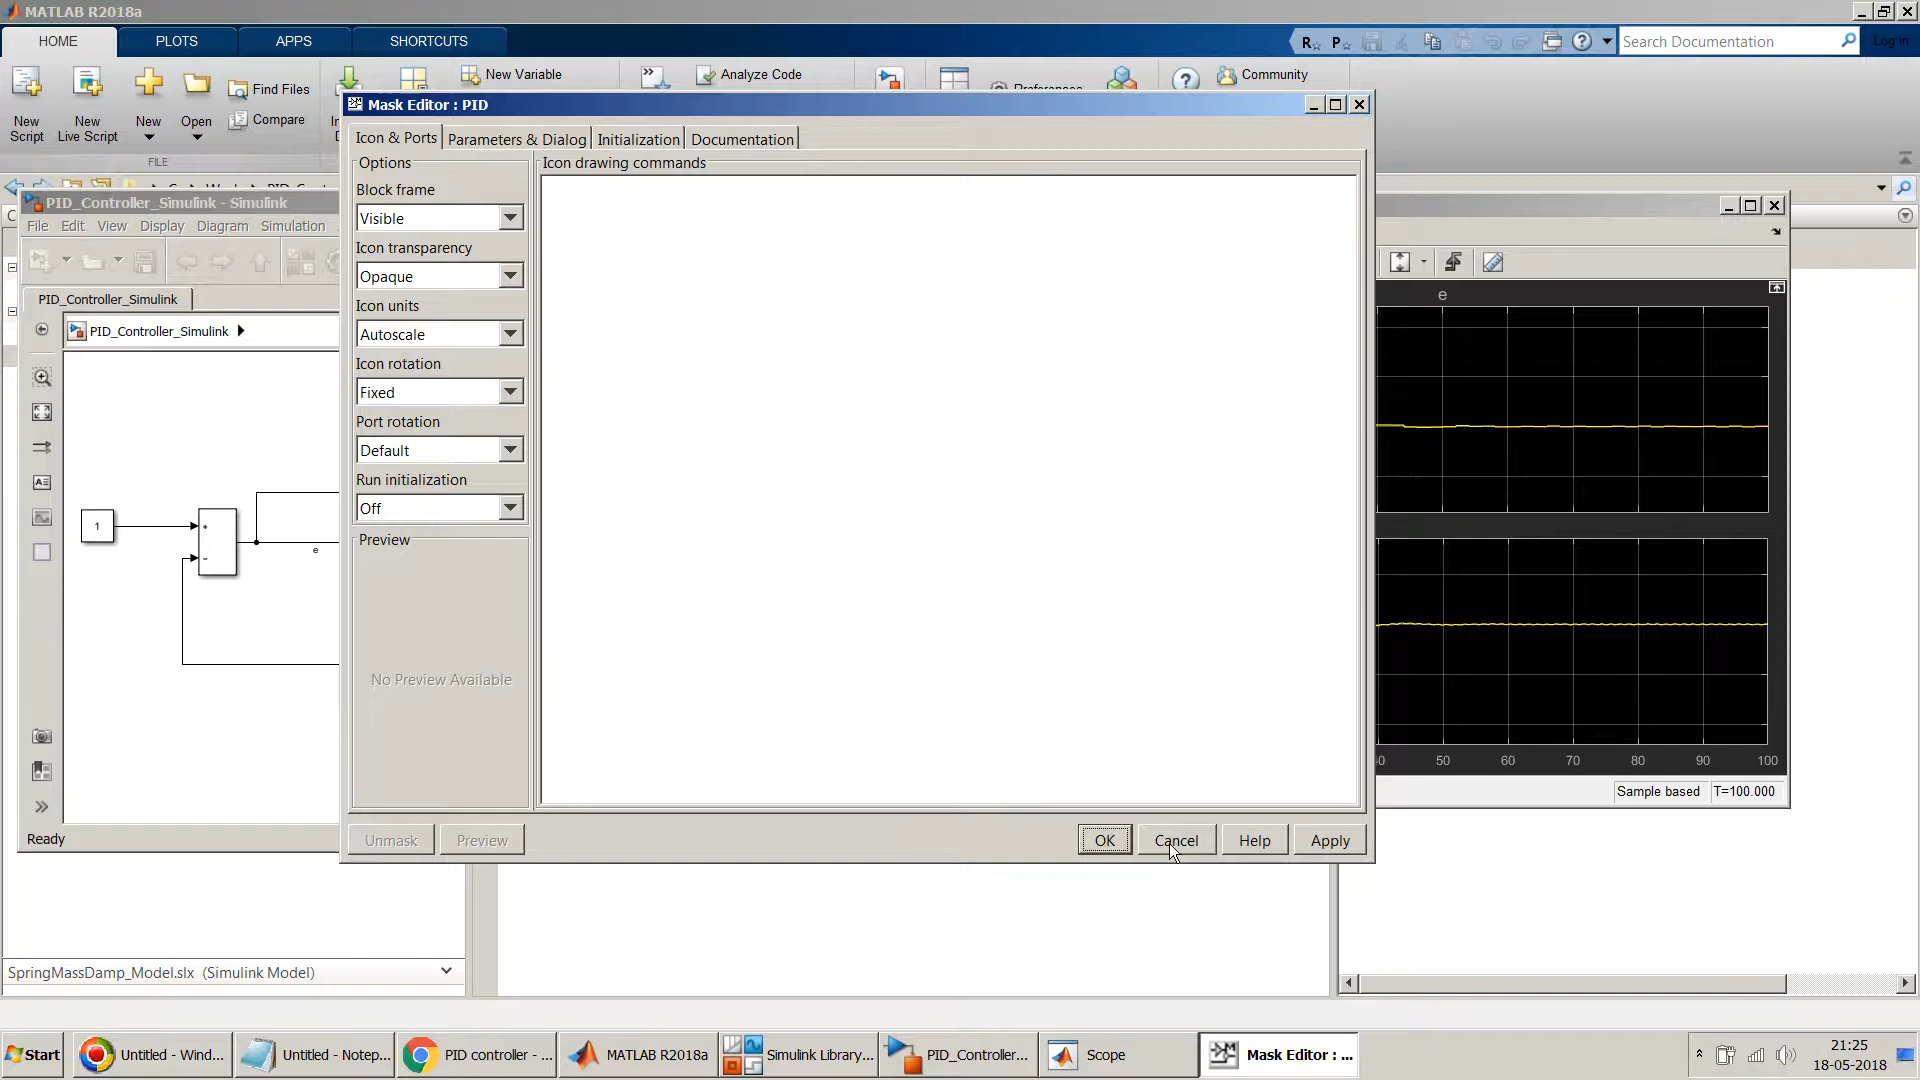 MATLAB R2018a
HOME PLOTS APPS SHORTCUTS
Search Documentation
Log In
New Script
New Live Script
New
Open
Find Files
Compare
New Variable
Analyze Code
Preferences
Community
FILE
Mask Editor : PID
Icon & Ports Parameters & Dialog Initialization Documentation
Options
Block frame
Visible
Icon transparency
Opaque
Icon units
Autoscale
Icon rotation
Fixed
Port rotation
Default
Run initialization
Off
Preview
No Preview Available
Icon drawing commands
Unmask Preview OK Cancel Help Apply
PID_Controller_Simulink - Simulink
File Edit View Display Diagram Simulation
PID_Controller_Simulink
PID_Controller_Simulink
1
+
-
e
Ready
e
50 60 70 80 90 100
Sample based T=100.000
SpringMassDamp_Model.slx (Simulink Model)
Start
Untitled - Wind...
Untitled - Notep...
PID controller - ...
MATLAB R2018a
Simulink Library...
PID_Controller...
Scope
Mask Editor : ...
21:25
18-05-2018